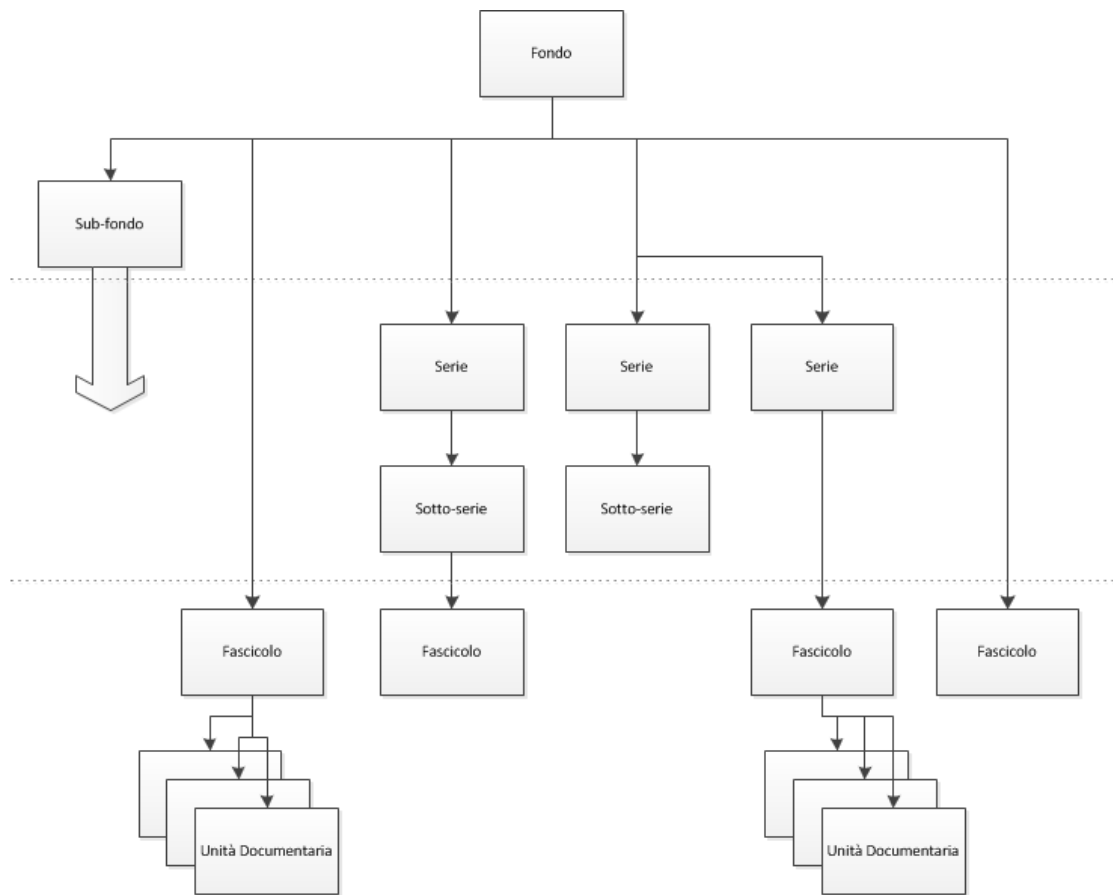 Fondo
Sub-fondo
Serie
Serie
Serie
Sotto-serie
Sotto-serie
Fascicolo
Fascicolo
Fascicolo
Fascicolo
Unità Documentaria
Unità Documentaria